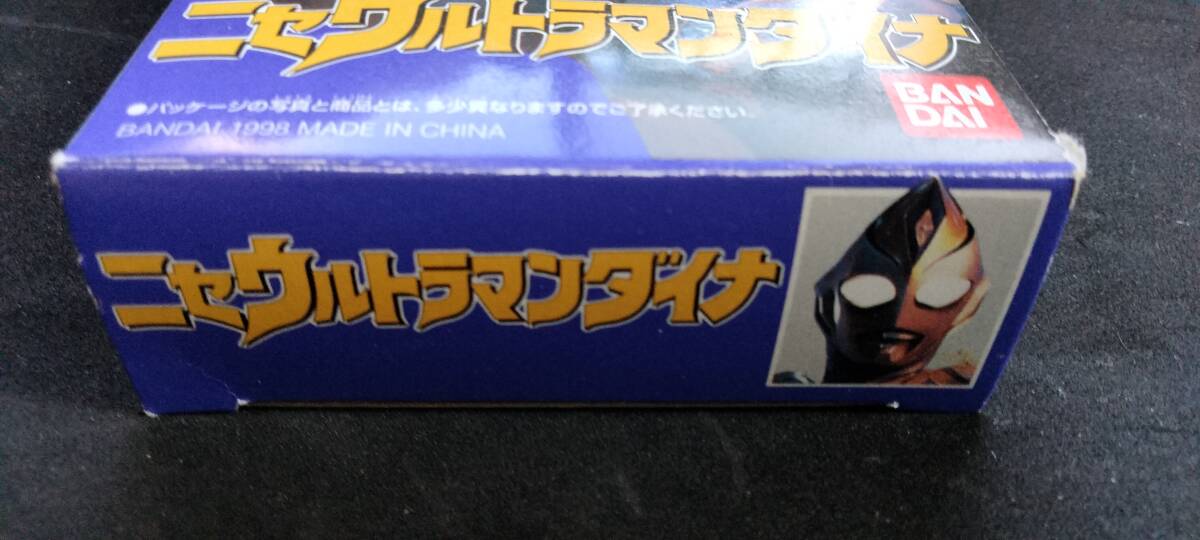 ニセウルトラマンダイナ
●パッケージの写真と商品とは、多少異なりますのでご了承ください。
BANDAI 1998 MADE IN CHINA
BAN
DAI
ニセウルトラマンダイナ